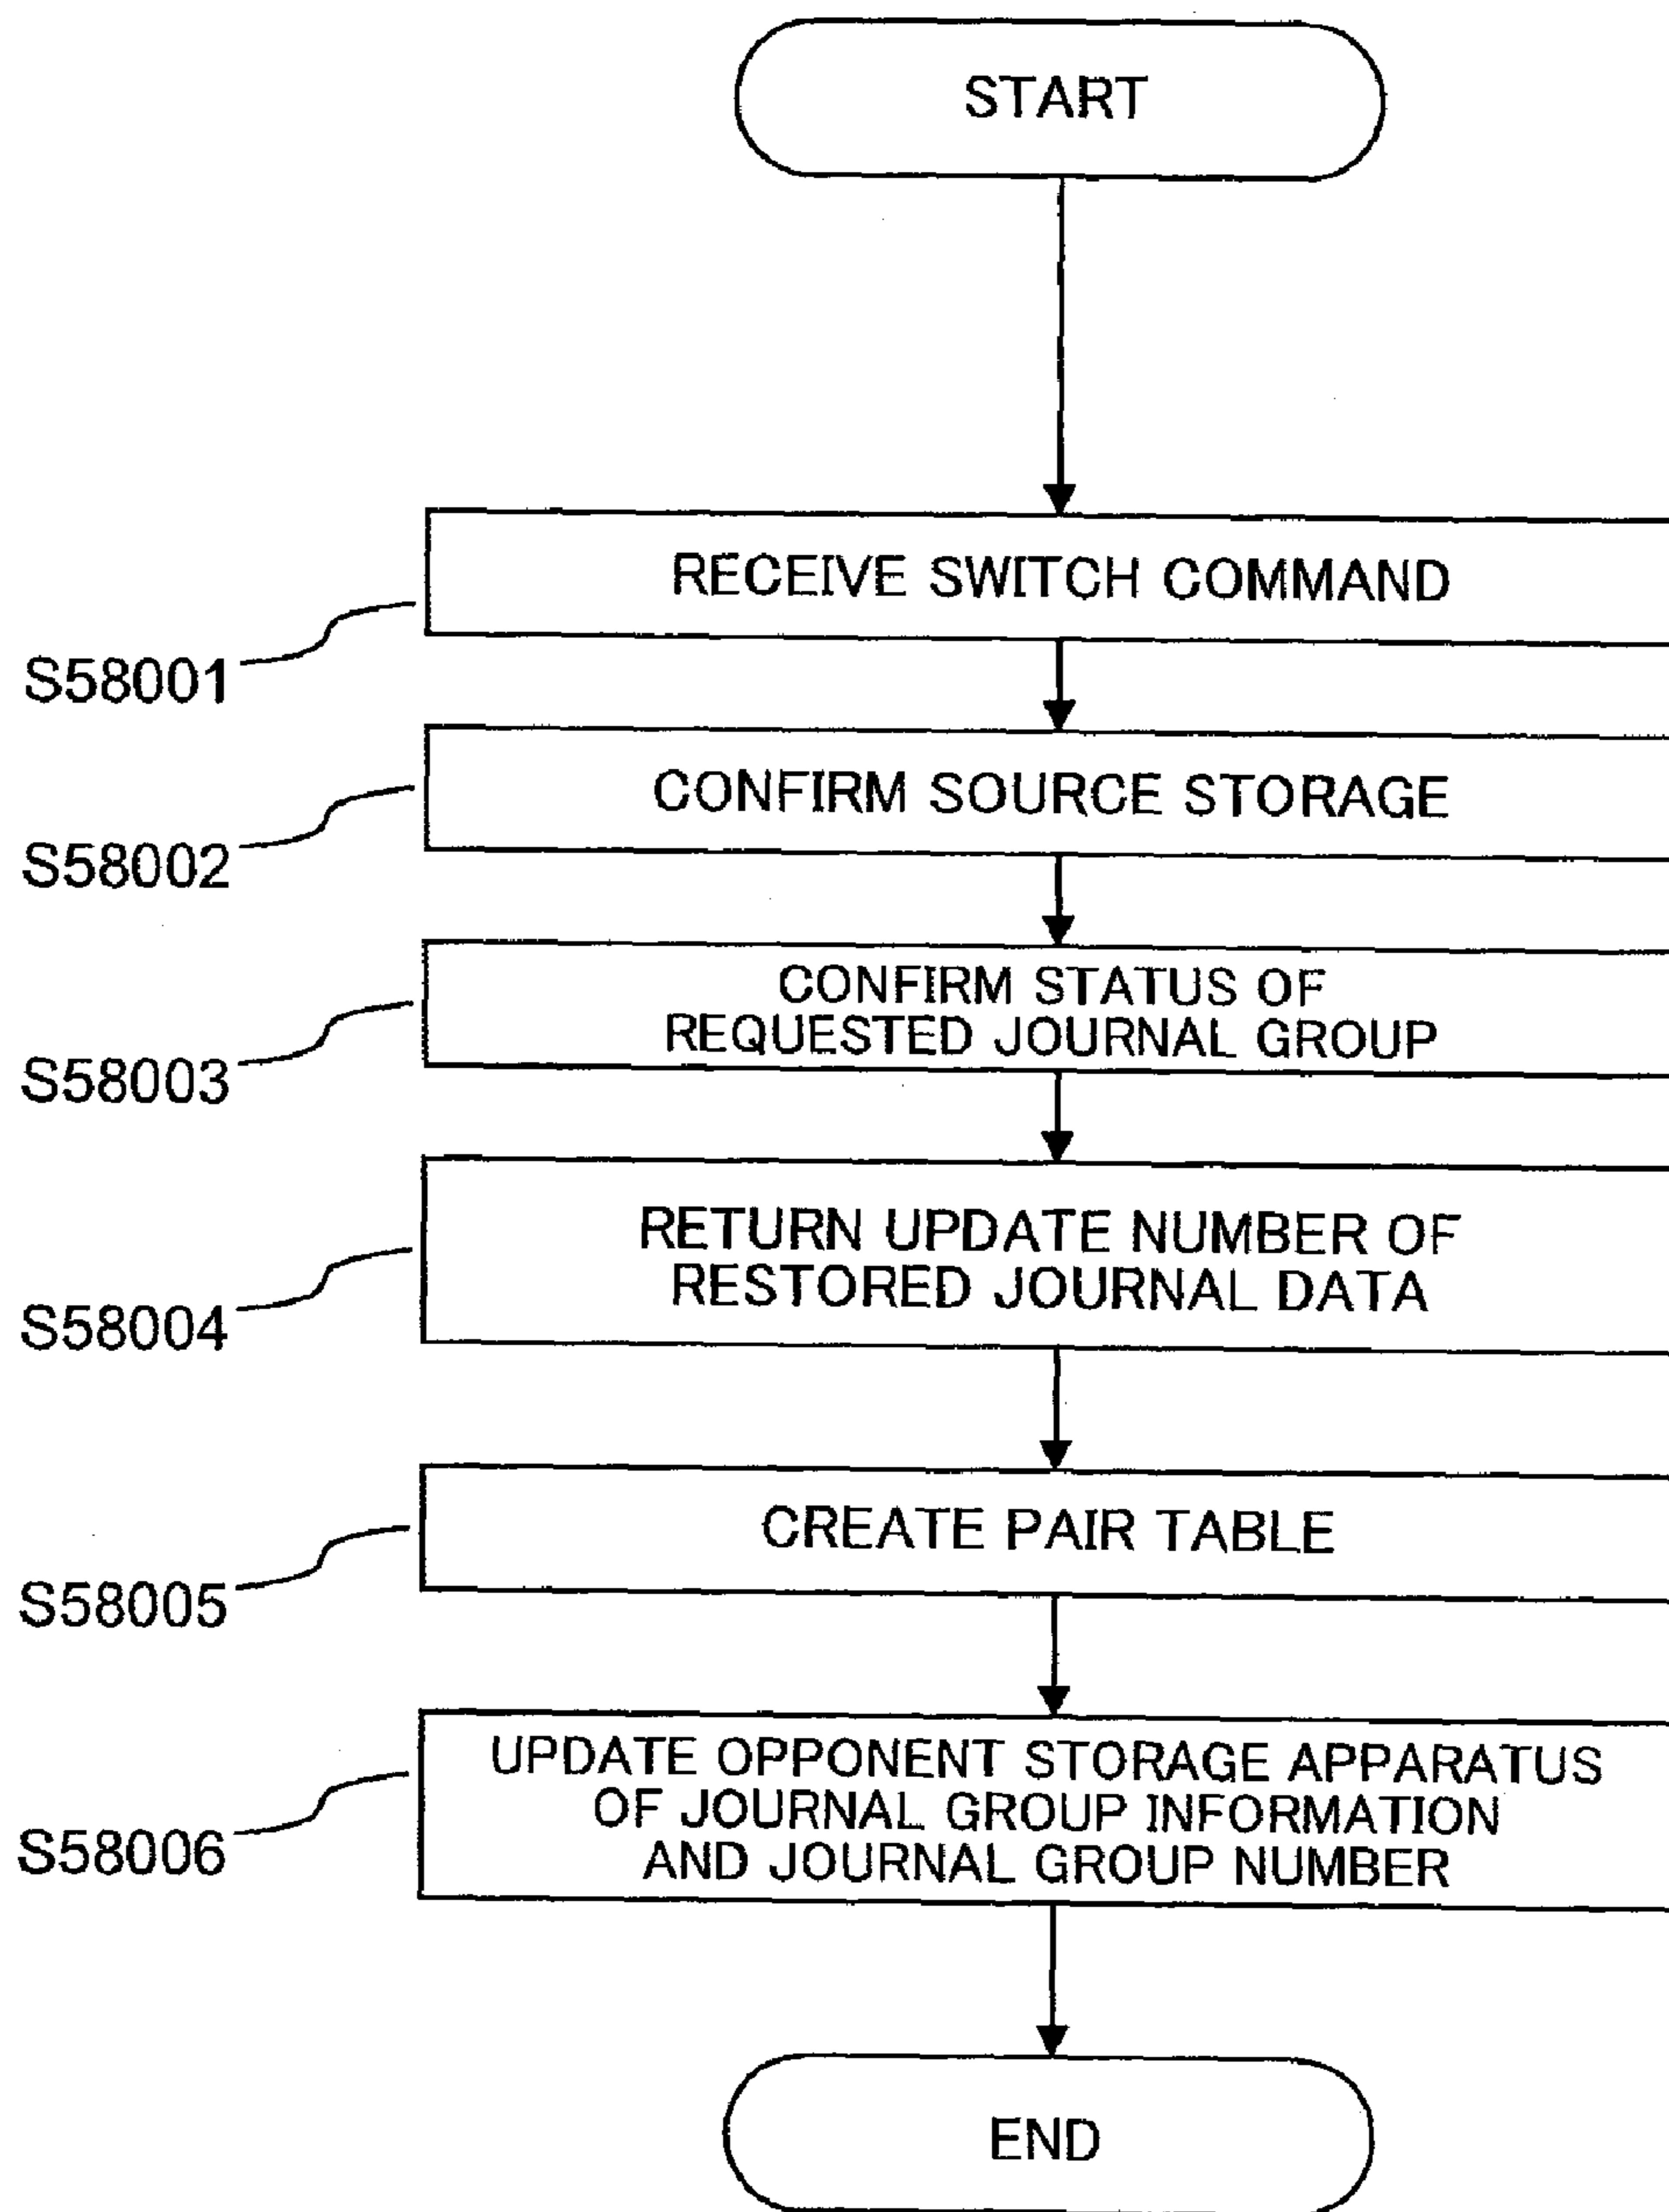 START
RECEIVE SWITCH COMMAND
S58001
CONFIRM SOURCE STORAGE
S58002
CONFIRM STATUS OF
REQUESTED JOURNAL GROUP
S58003
RETURN UPDATE NUMBER OF
RESTORED JOURNAL DATA
S58004
CREATE PAIR TABLE
S58005
UPDATE OPPONENT STORAGE APPARATUS
OF JOURNAL GROUP INFORMATION
AND JOURNAL GROUP NUMBER
S58006
END